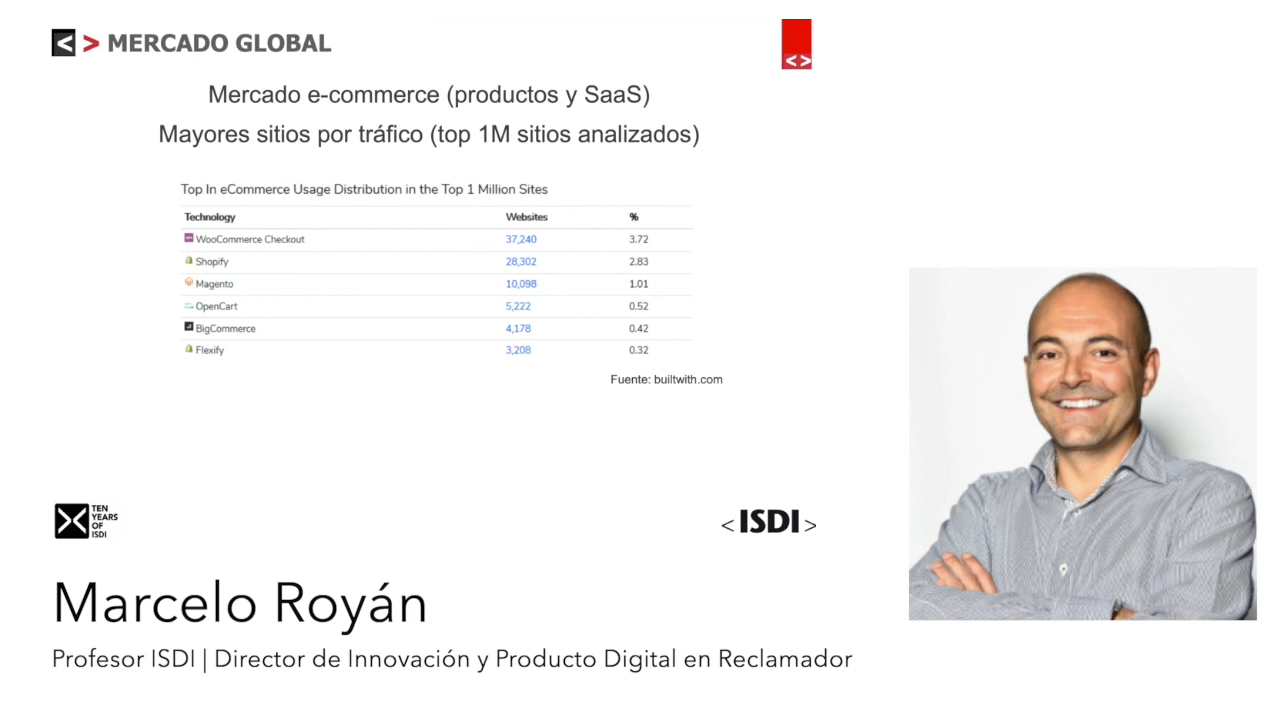 < > MERCADO GLOBAL
< >
Mercado e-commerce (productos y SaaS)
Mayores sitios por tráfico (top 1M sitios analizados)
Top In eCommerce Usage Distribution in the Top 1 Million Sites
Technology Websites %
WooCommerce Checkout 37,240 3.72
Shopify 28,302 2.83
Magento 10,098 1.01
OpenCart 5,222 0.52
BigCommerce 4,178 0.42
Flexify 3,208 0.32
Fuente: builtwith.com
TEN
YEARS
OF
ISDI
<ISDI>
Marcelo Royán
Profesor ISDI | Director de Innovación y Producto Digital en Reclamador